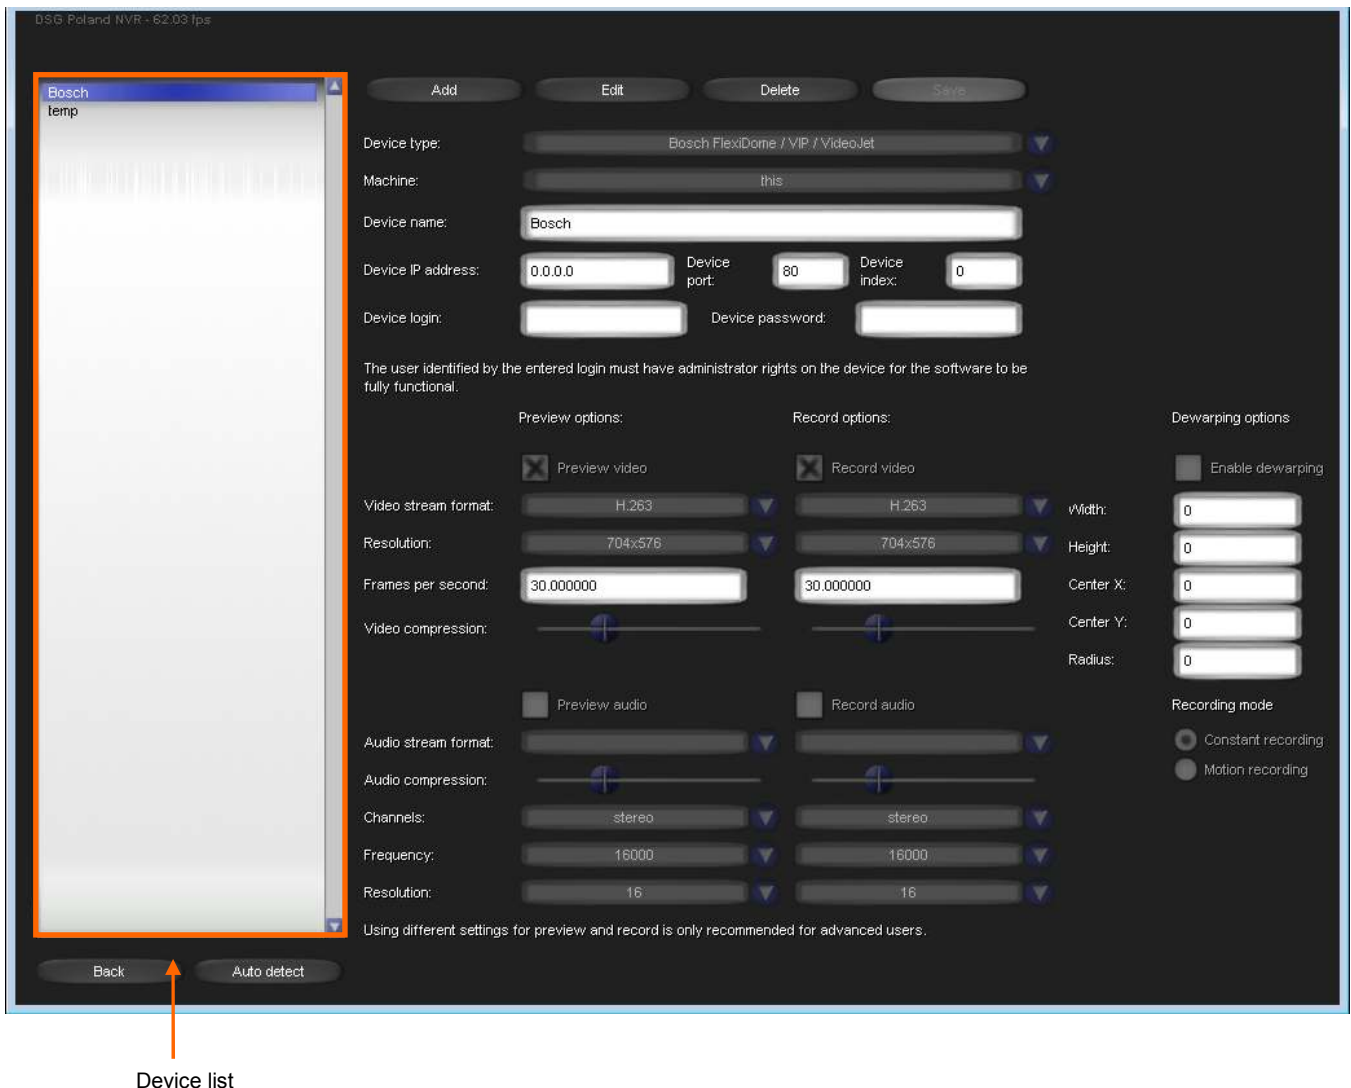 DSG Poland NVR - 62.03 fps
Bosch
temp
Add Edit Delete Save
Device type: Bosch FlexiDome / VIP / VideoJet
Machine: this
Device name: Bosch
Device IP address: 0.0.0.0 Device port: 80 Device index: 0
Device login: Device password:
The user identified by the entered login must have administrator rights on the device for the software to be
fully functional.
Preview options: Record options: Dewarping options
Preview video Record video Enable dewarping
Video stream format: H.263 H.263 Width: 0
Resolution: 704x576 704x576 Height: 0
Frames per second: 30.000000 30.000000 Center X: 0
Video compression: Center Y: 0
Radius: 0
Preview audio Record audio Recording mode
Audio stream format: Constant recording
Audio compression: Motion recording
Channels: stereo stereo
Frequency: 16000 16000
Resolution: 16 16
Using different settings for preview and record is only recommended for advanced users.
Back Auto detect
Device list